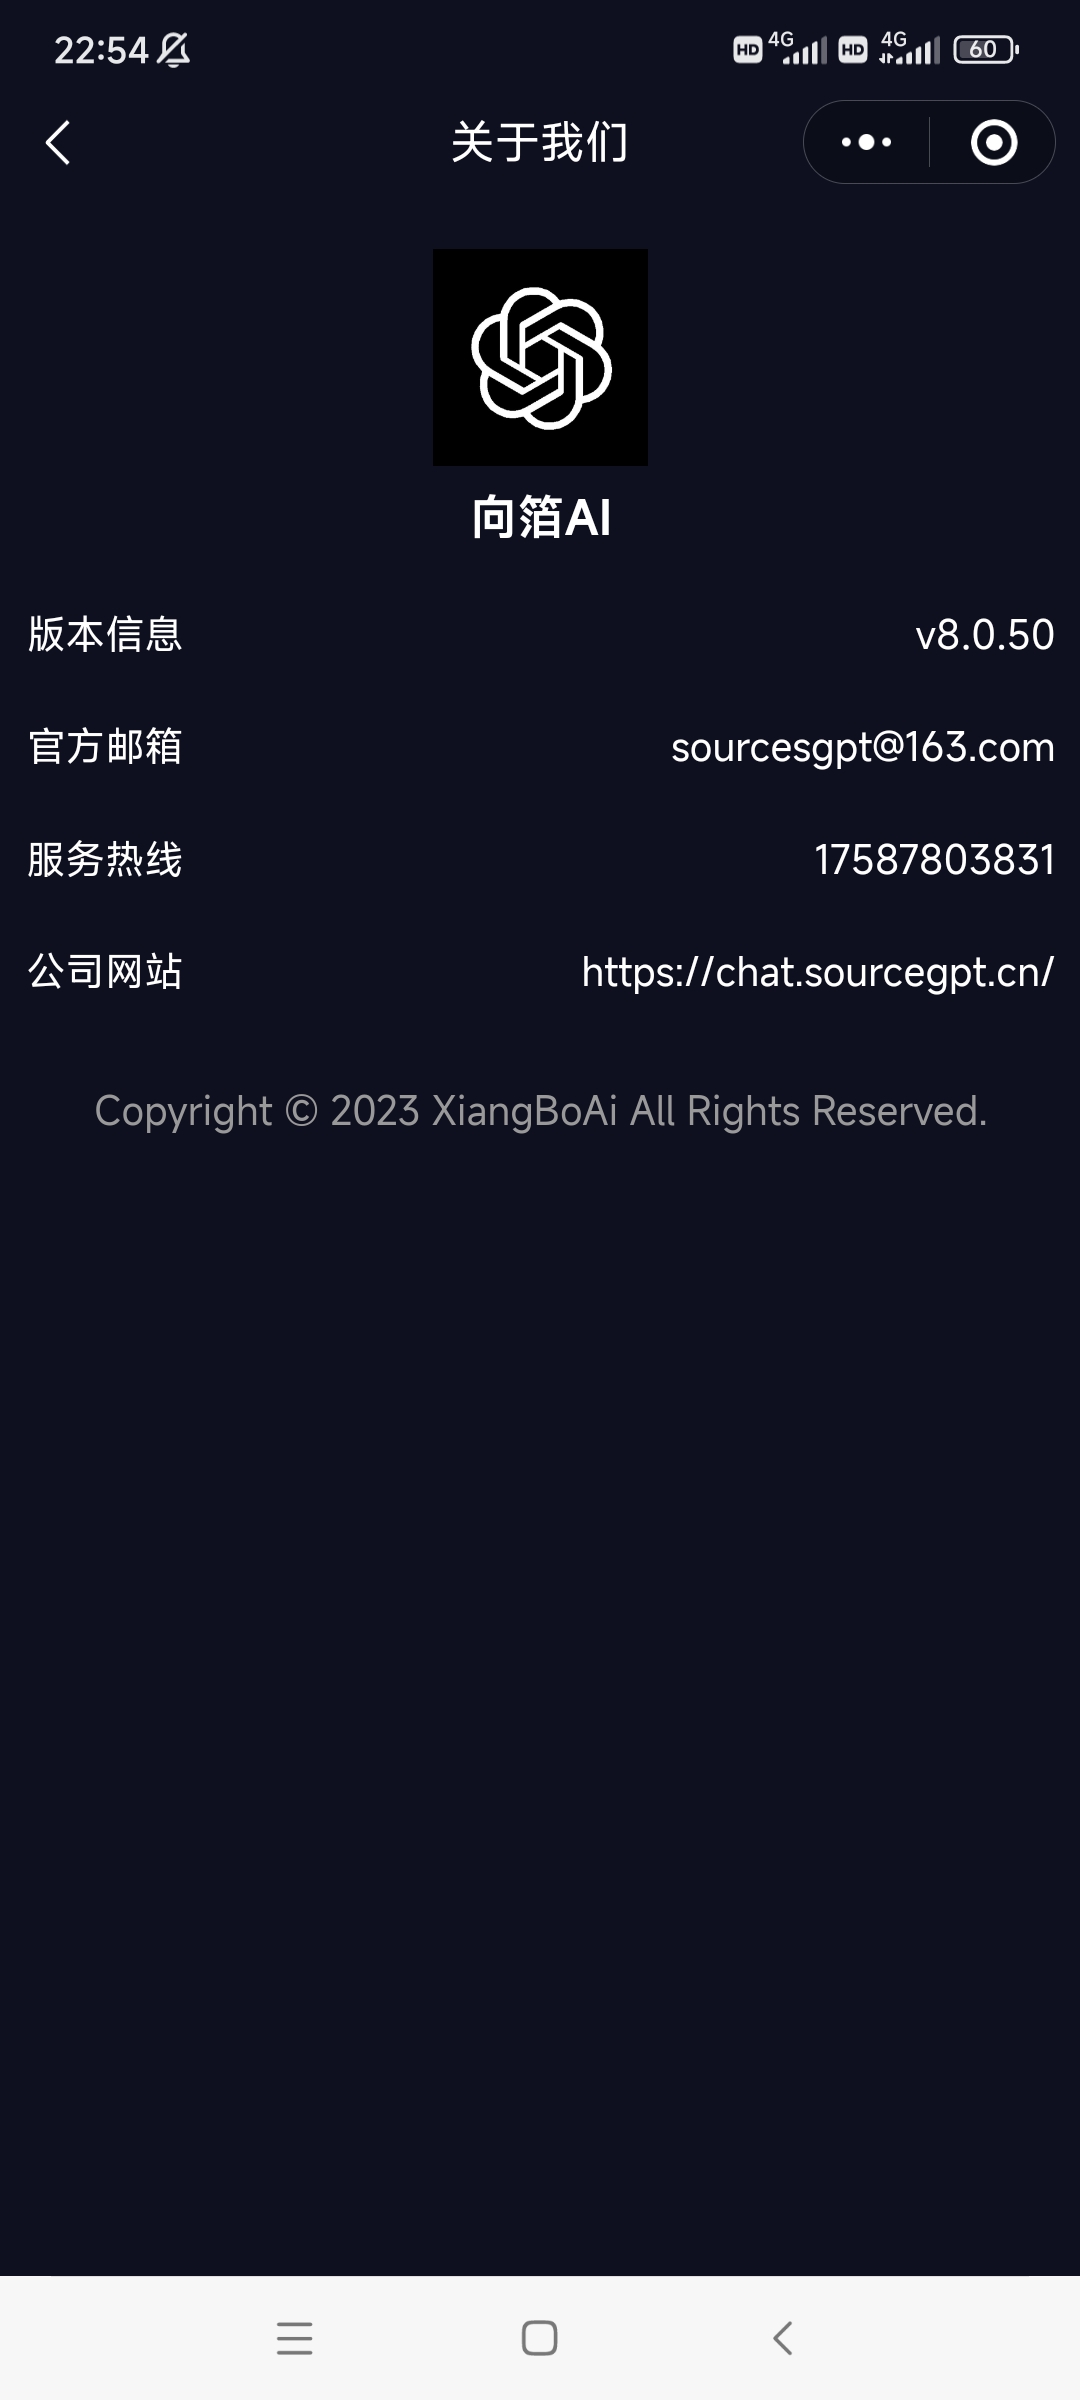 22:54 HD 4G HD 4G 60
关于我们
向箔AI
版本信息 v8.0.50
官方邮箱 sourcesgpt@163.com
服务热线 17587803831
公司网站 https://chat.sourcegpt.cn/
Copyright © 2023 XiangBoAi All Rights Reserved.